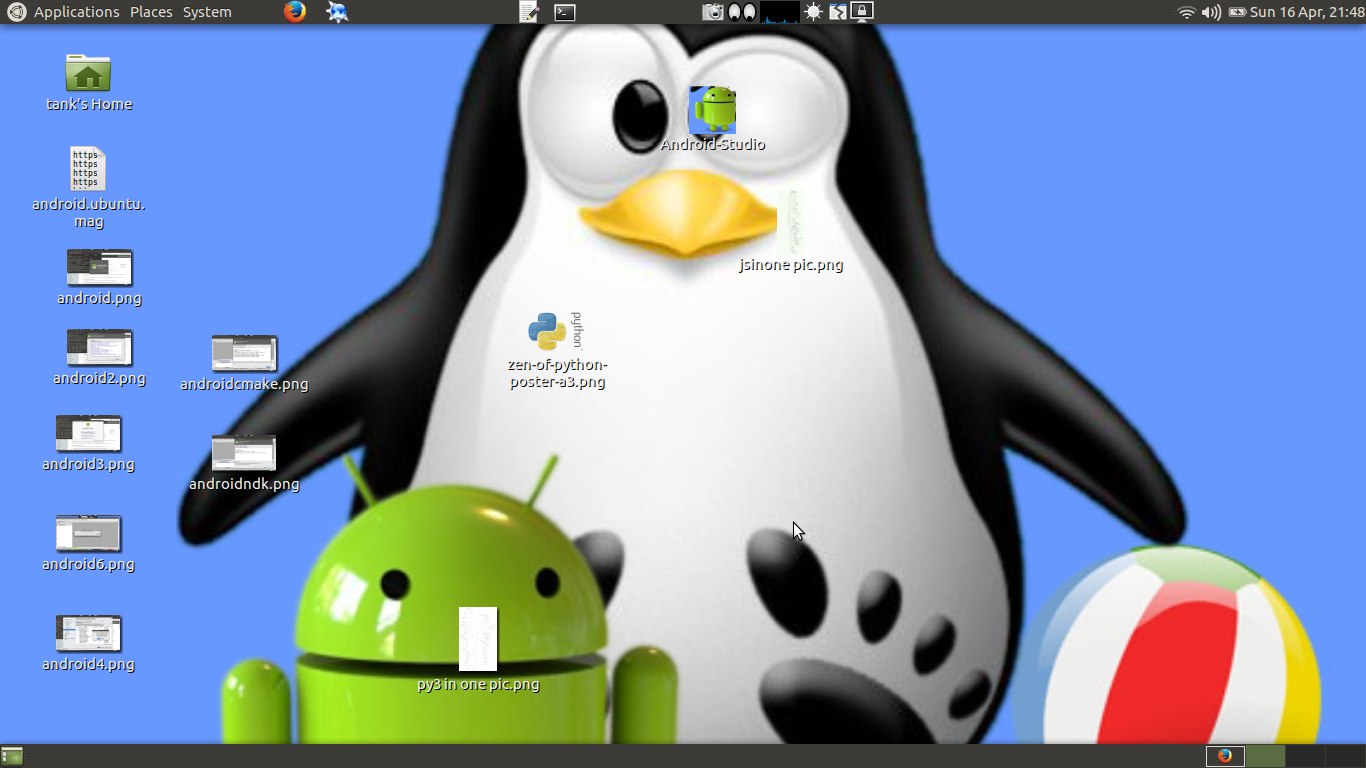 Applications Places System
Sun 16 Apr, 21:48
tank's Home
https
https
https
https
android.ubuntu.
mag
android.png
android2.png
android3.png
android6.png
android4.png
androidcmake.png
androidndk.png
python
zen-of-python-
poster-a3.png
Android-Studio
jsinone pic.png
py3 in one pic.png